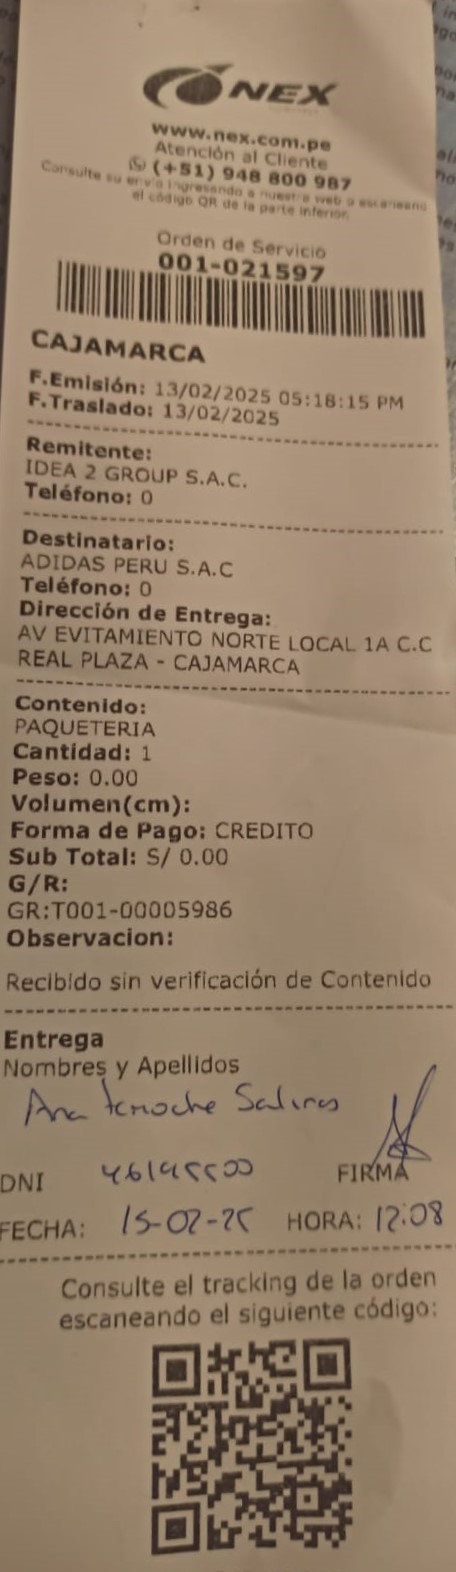 NEX
www.nex.com.pe
Atención al Cliente
(+51) 948 800 987
Consulte su envío ingresando a nuestra web o escaneando
el código QR de la parte inferior.
Orden de Servicio
001-021597
CAJAMARCA
F.Emisión: 13/02/2025 05:18:15 PM
F.Traslado: 13/02/2025
Remitente:
IDEA 2 GROUP S.A.C.
Teléfono: 0
Destinatario:
ADIDAS PERU S.A.C
Teléfono: 0
Dirección de Entrega:
AV EVITAMIENTO NORTE LOCAL 1A C.C
REAL PLAZA - CAJAMARCA
Contenido:
PAQUETERIA
Cantidad: 1
Peso: 0.00
Volumen(cm):
Forma de Pago: CREDITO
Sub Total: S/ 0.00
G/R:
GR:T001-00005986
Observacion:
Recibido sin verificación de Contenido
Entrega
Nombres y Apellidos
Ana Salinas
DNI FIRMA
FECHA: 15-02-25 HORA: 12:08
Consulte el tracking de la orden
escaneando el siguiente código: